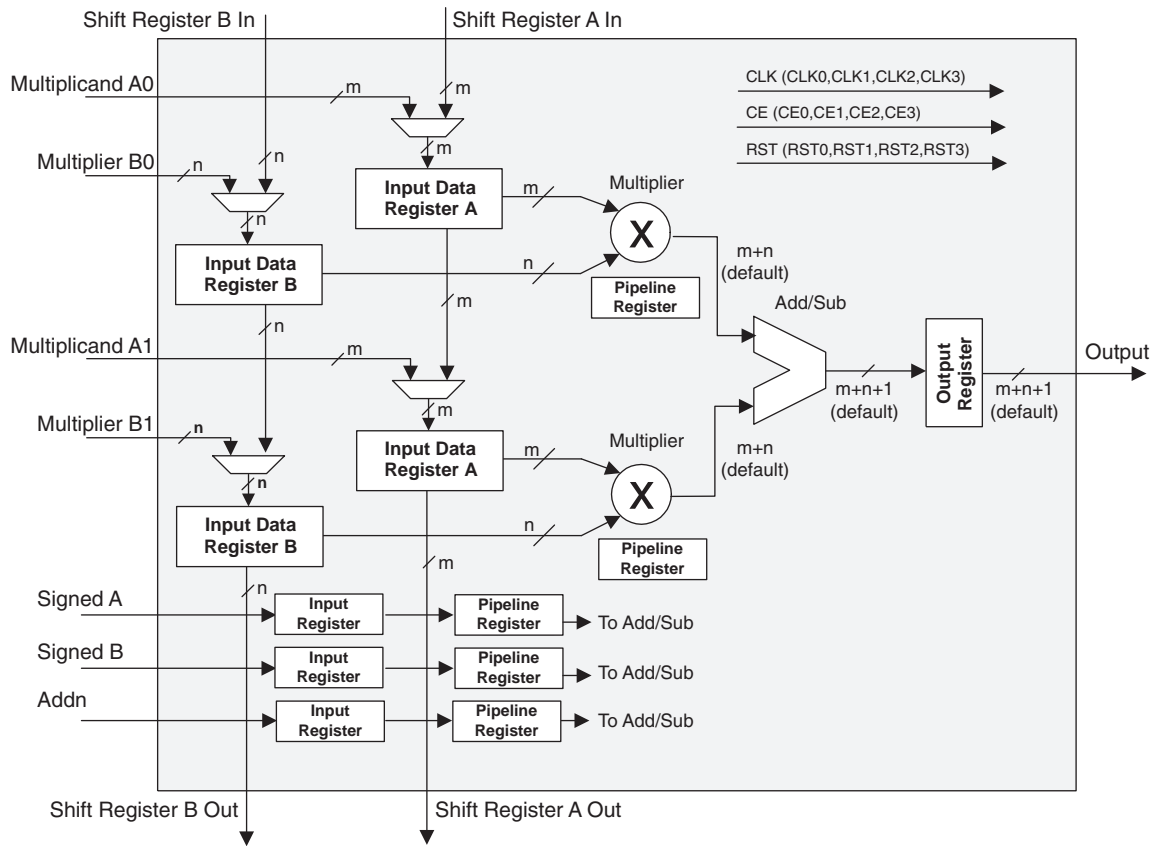 Shift Register B In
Shift Register A In
Multiplicand A0
m
m
CLK (CLK0,CLK1,CLK2,CLK3)
CE (CE0,CE1,CE2,CE3)
RST (RST0,RST1,RST2,RST3)
m
Multiplier B0
n
n
n
Input Data
Register A
m
Multiplier
X
Input Data
Register B
n
m+n
(default)
Pipeline
Register
m
n
Add/Sub
Multiplicand A1
m
m
Output
Register
m+n+1
(default)
m+n+1
(default)
Output
Multiplier B1
n
n
Input Data
Register A
m
Multiplier
X
m+n
(default)
Input Data
Register B
n
Pipeline
Register
m
n
Signed A
Input
Register
Pipeline
Register
To Add/Sub
Signed B
Input
Register
Pipeline
Register
To Add/Sub
Addn
Input
Register
Pipeline
Register
To Add/Sub
Shift Register B Out
Shift Register A Out